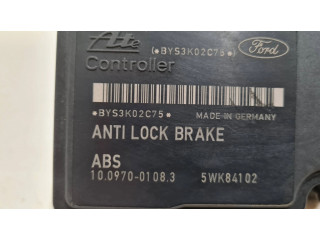 Ate (•BYS3K02C75•) Ford
Controller
•BYS3K02C75• MADE IN GERMANY
ANTI LOCK BRAKE
ABS
10.0970-0108.3 5WK84102